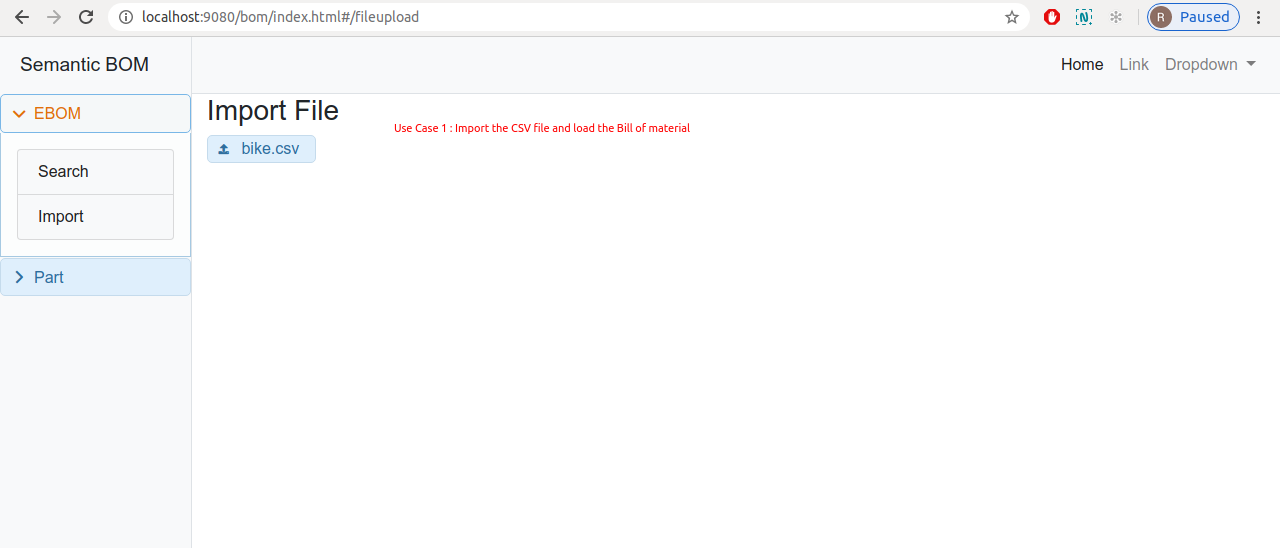 localhost:9080/bom/index.html#/fileupload
R Paused
Semantic BOM
Home Link Dropdown
EBOM
Search
Import
Part
Import File
Use Case 1 : Import the CSV file and load the Bill of material
bike.csv